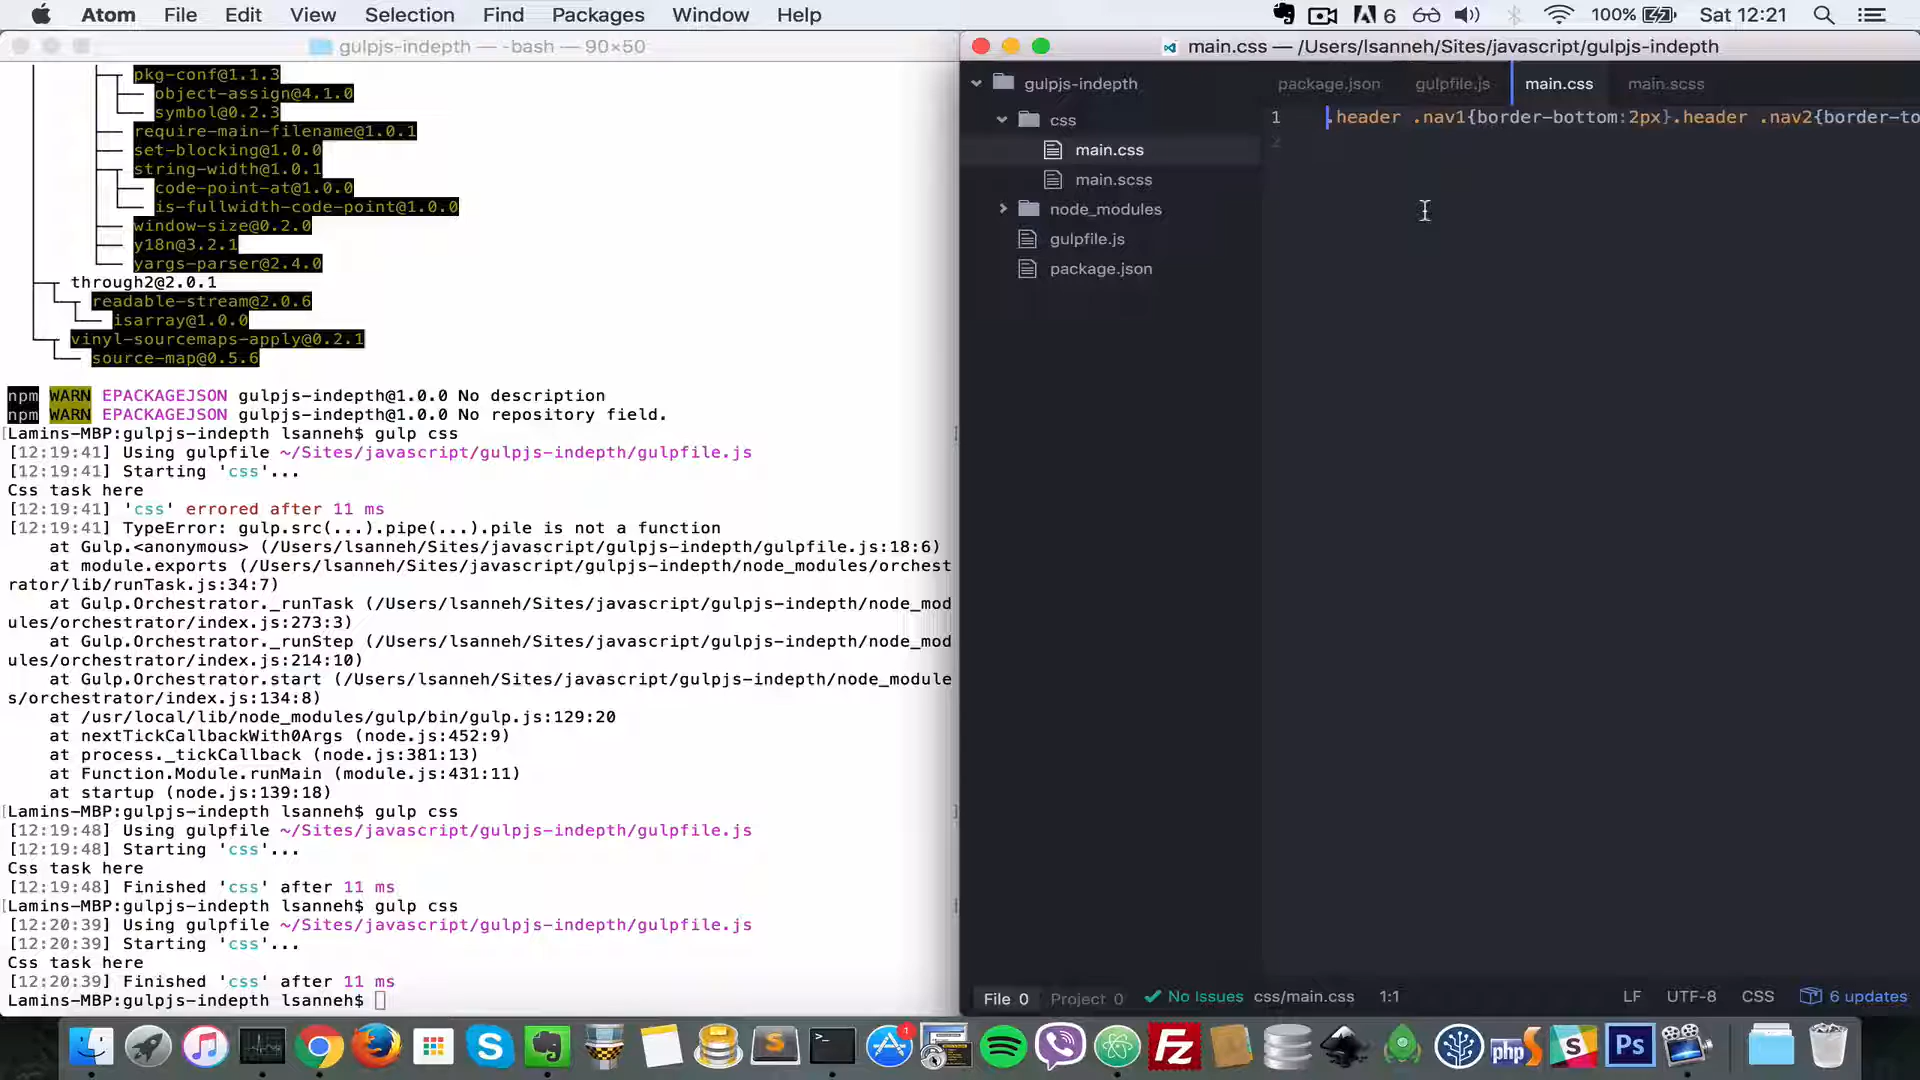 Atom File Edit View Selection Find Packages Window Help 6 100% Sat 12:21
gulpjs-indepth — -bash — 90×50
pkg-conf@1.1.3
object-assign@4.1.0
symbol@0.2.3
require-main-filename@1.0.1
set-blocking@1.0.0
string-width@1.0.1
code-point-at@1.0.0
is-fullwidth-code-point@1.0.0
window-size@0.2.0
y18n@3.2.1
yargs-parser@2.4.0
through2@2.0.1
readable-stream@2.0.6
isarray@1.0.0
vinyl-sourcemaps-apply@0.2.1
source-map@0.5.6
npm WARN EPACKAGEJSON gulpjs-indepth@1.0.0 No description
npm WARN EPACKAGEJSON gulpjs-indepth@1.0.0 No repository field.
Lamins-MBP:gulpjs-indepth lsanneh$ gulp css
[12:19:41] Using gulpfile ~/Sites/javascript/gulpjs-indepth/gulpfile.js
[12:19:41] Starting 'css'...
Css task here
[12:19:41] 'css' errored after 11 ms
[12:19:41] TypeError: gulp.src(...).pipe(...).pile is not a function
at Gulp.<anonymous> (/Users/lsanneh/Sites/javascript/gulpjs-indepth/gulpfile.js:18:6)
at module.exports (/Users/lsanneh/Sites/javascript/gulpjs-indepth/node_modules/orchest
rator/lib/runTask.js:34:7)
at Gulp.Orchestrator._runTask (/Users/lsanneh/Sites/javascript/gulpjs-indepth/node_mod
ules/orchestrator/index.js:273:3)
at Gulp.Orchestrator._runStep (/Users/lsanneh/Sites/javascript/gulpjs-indepth/node_mod
ules/orchestrator/index.js:214:10)
at Gulp.Orchestrator.start (/Users/lsanneh/Sites/javascript/gulpjs-indepth/node_module
s/orchestrator/index.js:134:8)
at /usr/local/lib/node_modules/gulp/bin/gulp.js:129:20
at nextTickCallbackWith0Args (node.js:452:9)
at process._tickCallback (node.js:381:13)
at Function.Module.runMain (module.js:431:11)
at startup (node.js:139:18)
Lamins-MBP:gulpjs-indepth lsanneh$ gulp css
[12:19:48] Using gulpfile ~/Sites/javascript/gulpjs-indepth/gulpfile.js
[12:19:48] Starting 'css'...
Css task here
[12:19:48] Finished 'css' after 11 ms
Lamins-MBP:gulpjs-indepth lsanneh$ gulp css
[12:20:39] Using gulpfile ~/Sites/javascript/gulpjs-indepth/gulpfile.js
[12:20:39] Starting 'css'...
Css task here
[12:20:39] Finished 'css' after 11 ms
Lamins-MBP:gulpjs-indepth lsanneh$
main.css — /Users/lsanneh/Sites/javascript/gulpjs-indepth
gulpjs-indepth
css
main.css
main.scss
node_modules
gulpfile.js
package.json
package.json gulpfile.js main.css main.scss
1 .header .nav1{border-bottom:2px}.header .nav2{border-to
2
File 0 Project 0 No Issues css/main.css 1:1 LF UTF-8 CSS 6 updates
1
php
S
Ps